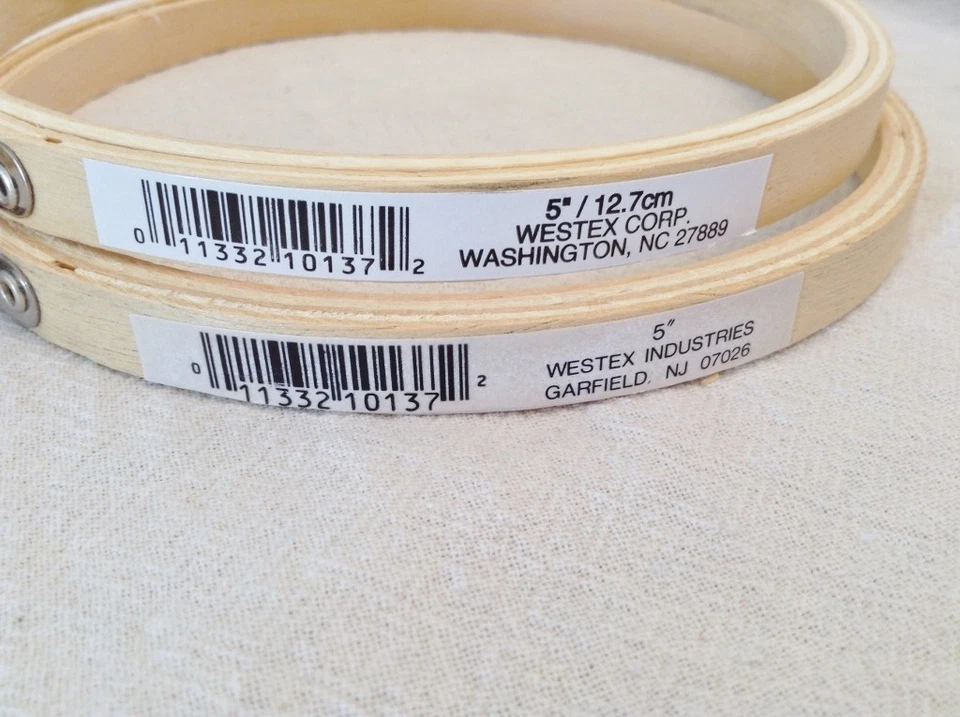 5" / 12.7cm
WESTEX CORP.
WASHINGTON, NC 27889
0 11332 10137 2
5"
WESTEX INDUSTRIES
GARFIELD, NJ 07026
0 11332 10137 2